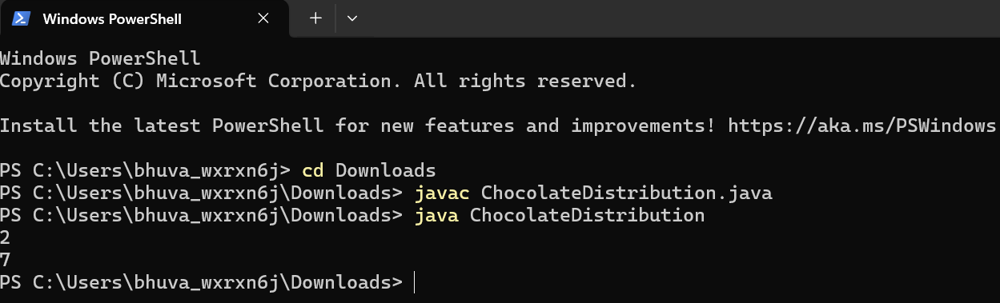 Windows PowerShell
Windows PowerShell
Copyright (C) Microsoft Corporation. All rights reserved.
Install the latest PowerShell for new features and improvements! https://aka.ms/PSWindows
PS C:\Users\bhuva_wxrxn6j> cd Downloads
PS C:\Users\bhuva_wxrxn6j\Downloads> javac ChocolateDistribution.java
PS C:\Users\bhuva_wxrxn6j\Downloads> java ChocolateDistribution
2
7
PS C:\Users\bhuva_wxrxn6j\Downloads>